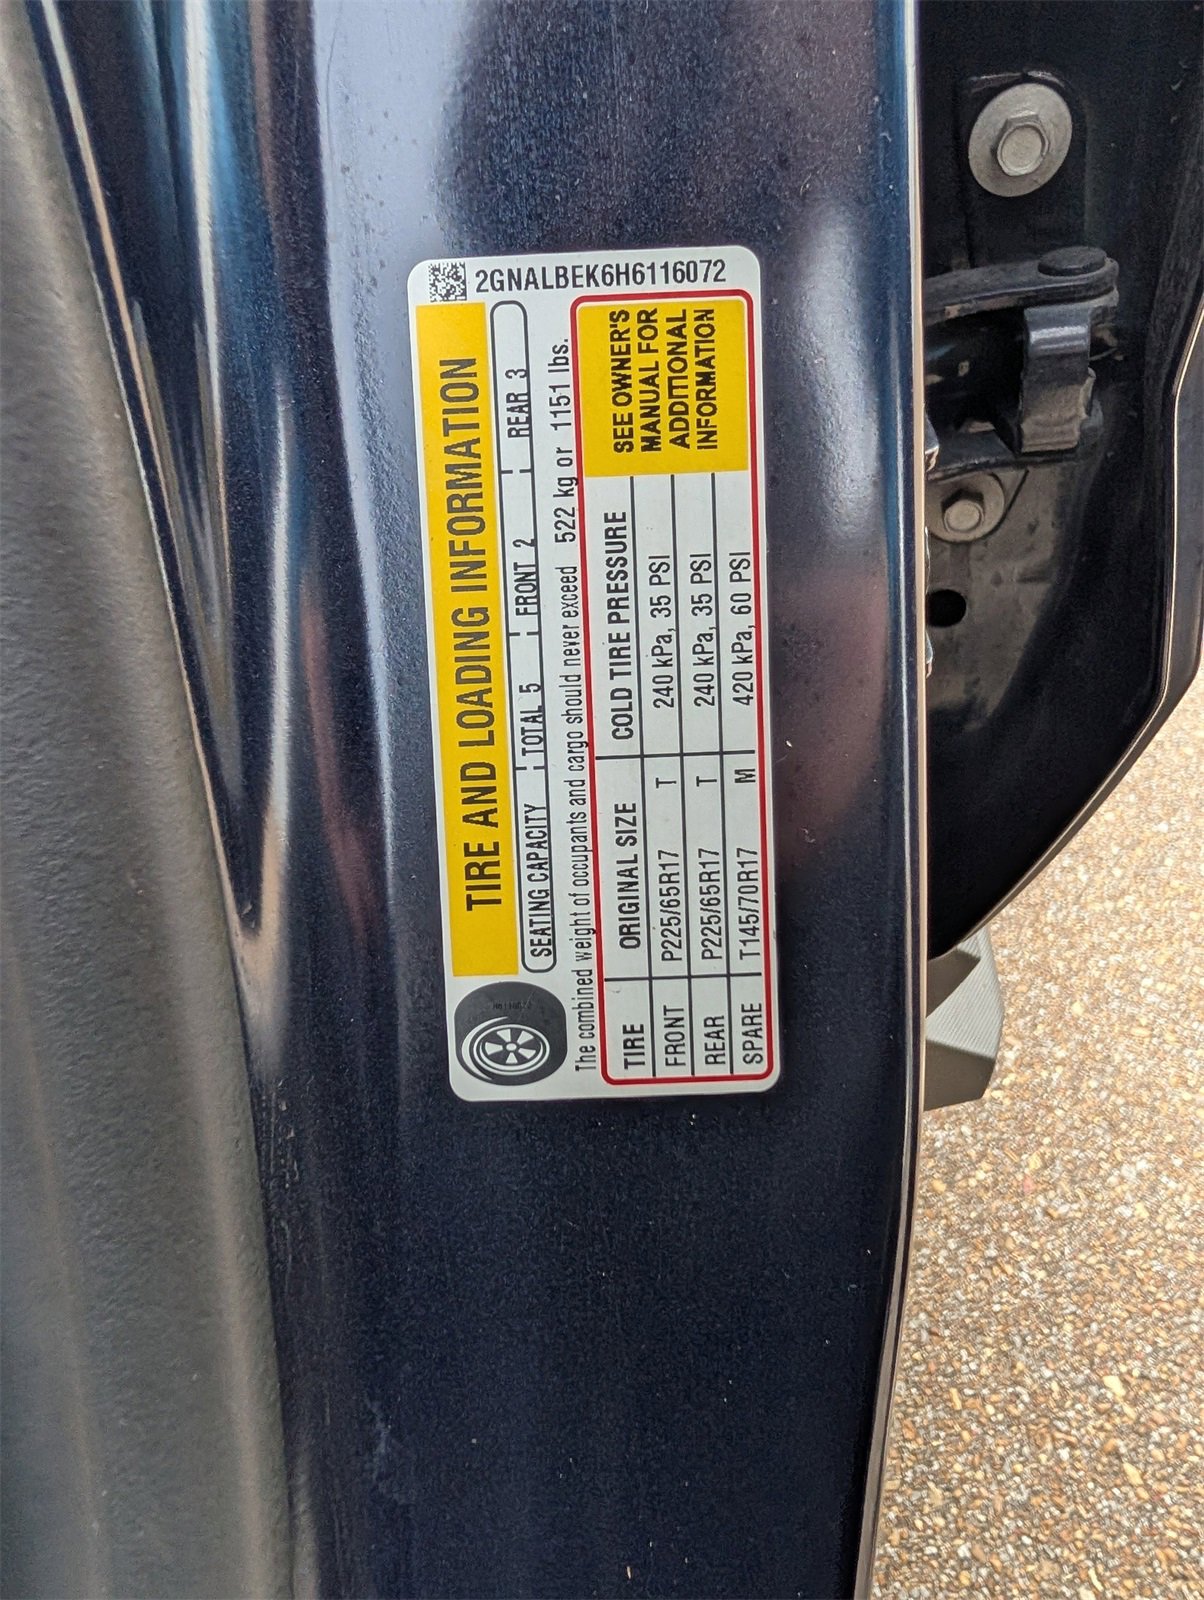 2GNALBEK6H6116072
TIRE AND LOADING INFORMATION
SEATING CAPACITY TOTAL 5 FRONT 2 REAR 3
The combined weight of occupants and cargo should never exceed 522 kg or 1151 lbs.
TIRE ORIGINAL SIZE COLD TIRE PRESSURE
FRONT P225/65R17 T 240 kPa, 35 PSI
REAR P225/65R17 T 240 kPa, 35 PSI
SPARE T145/70R17 M 420 kPa, 60 PSI
SEE OWNER'S
MANUAL FOR
ADDITIONAL
INFORMATION